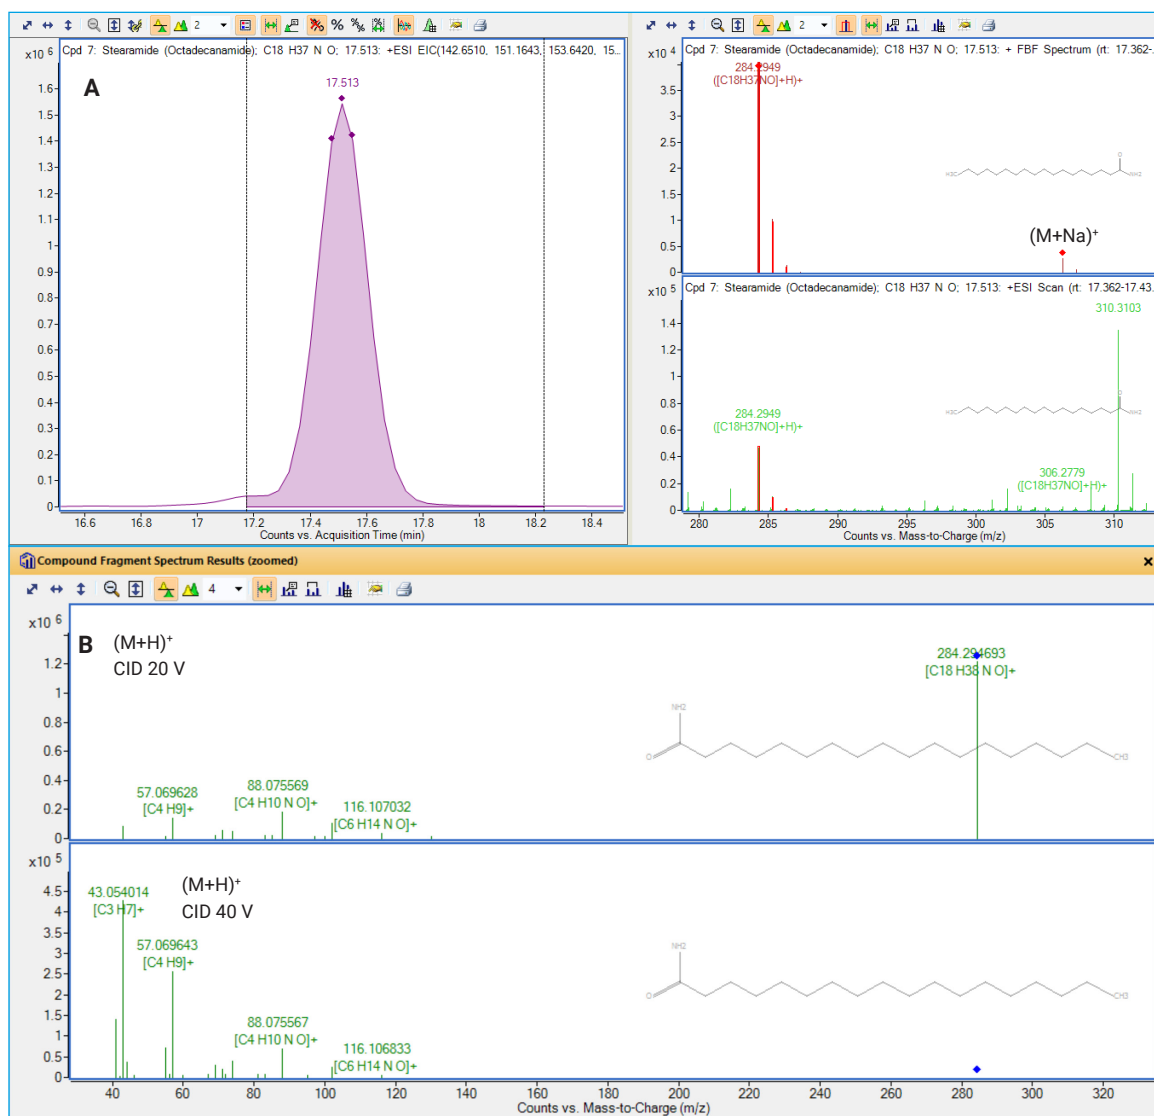 2
2
x10 6
Cpd 7: Stearamide (Octadecanamide); C18 H37 N O; 17.513: +ESI EIC(142.6510, 151.1643, 153.6420, 15...
A
17.513
1.6
1.5
1.4
1.3
1.2
1.1
1
0.9
0.8
0.7
0.6
0.5
0.4
0.3
0.2
0.1
0
16.6 16.8 17 17.2 17.4 17.6 17.8 18 18.2 18.4
Counts vs. Acquisition Time (min)
x10 4
Cpd 7: Stearamide (Octadecanamide); C18 H37 N O; 17.513: + FBF Spectrum (rt: 17.362-...
284.2949
([C18H37NO]+H)+
4
3.5
3
2.5
2
1.5
1
0.5
0
H3C
O
NH2
(M+Na)+
x10 5
Cpd 7: Stearamide (Octadecanamide); C18 H37 N O; 17.513: +ESI Scan (rt: 17.362-17.43...
310.3103
1.4
1.2
1
0.8
0.6
0.4
0.2
0
284.2949
([C18H37NO]+H)+
H3C
O
NH2
306.2779
([C18H37NO]+H)+
280 285 290 295 300 305 310
Counts vs. Mass-to-Charge (m/z)
Compound Fragment Spectrum Results (zoomed)
4
x10 6
B
(M+H)+
CID 20 V
1.2
1
0.8
0.6
0.4
0.2
0
57.069628
[C4 H9]+
88.075569
[C4 H10 N O]+
116.107032
[C6 H14 N O]+
284.294693
[C18 H38 N O]+
NH2
O
CH3
x10 5
(M+H)+
CID 40 V
4.5
4
3.5
3
2.5
2
1.5
1
0.5
0
43.054014
[C3 H7]+
57.069643
[C4 H9]+
88.075567
[C4 H10 N O]+
116.106833
[C6 H14 N O]+
NH2
O
CH3
40 60 80 100 120 140 160 180 200 220 240 260 280 300 320
Counts vs. Mass-to-Charge (m/z)